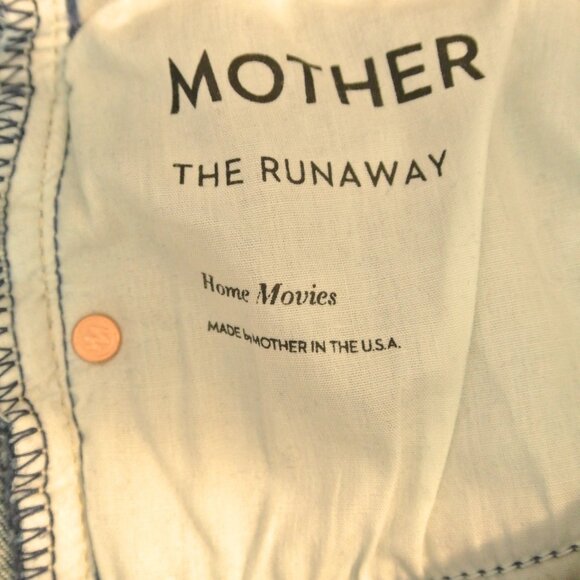 MOTHER
THE RUNAWAY
Home Movies
MADE by MOTHER IN THE U.S.A.